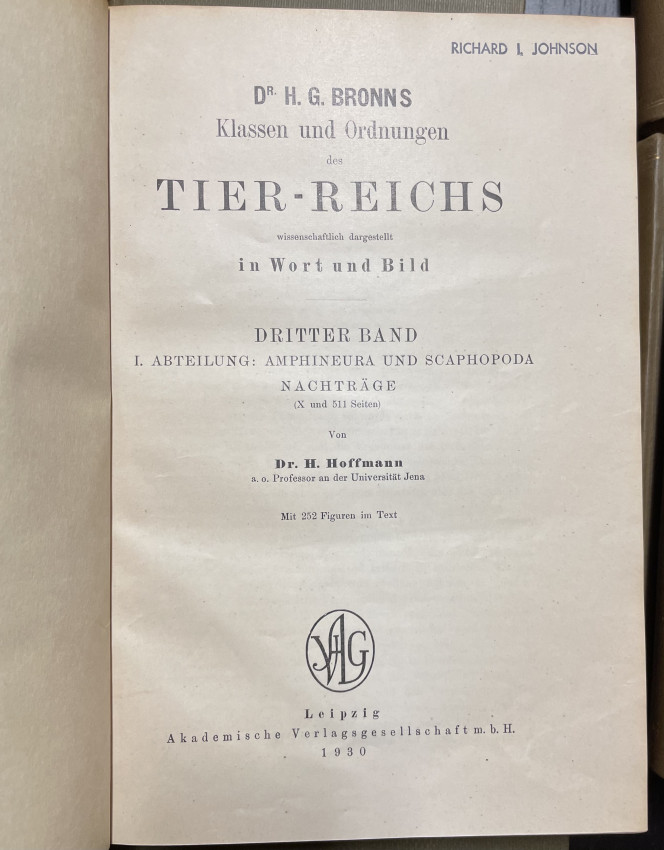 RICHARD I. JOHNSON
DR. H. G. BRONNS
Klassen und Ordnungen
des
TIER-REICHS
wissenschaftlich dargestellt
in Wort und Bild
DRITTER BAND
I. ABTEILUNG: AMPHINEURA UND SCAPHOPODA
NACHTRÄGE
(X und 511 Seiten)
Von
Dr. H. Hoffmann
a. o. Professor an der Universität Jena
Mit 252 Figuren im Text
Leipzig
Akademische Verlagsgesellschaft m. b. H.
1930